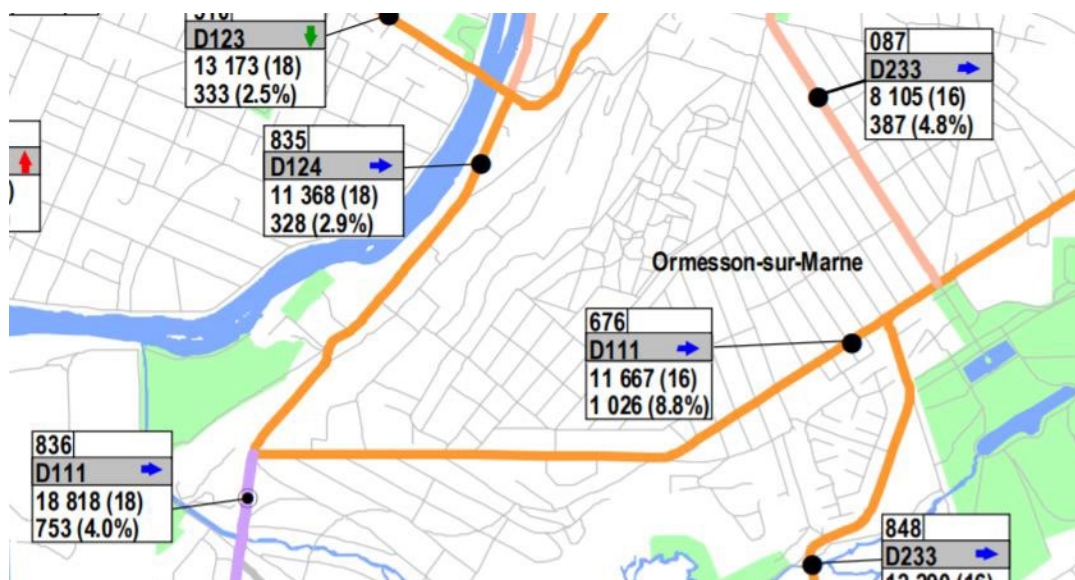 D123
13 173 (18)
333 (2.5%)
087
D233
8 105 (16)
387 (4.8%)
835
D124
11 368 (18)
328 (2.9%)
Ormesson-sur-Marne
676
D111
11 667 (16)
1 026 (8.8%)
836
D111
18 818 (18)
753 (4.0%)
848
D233